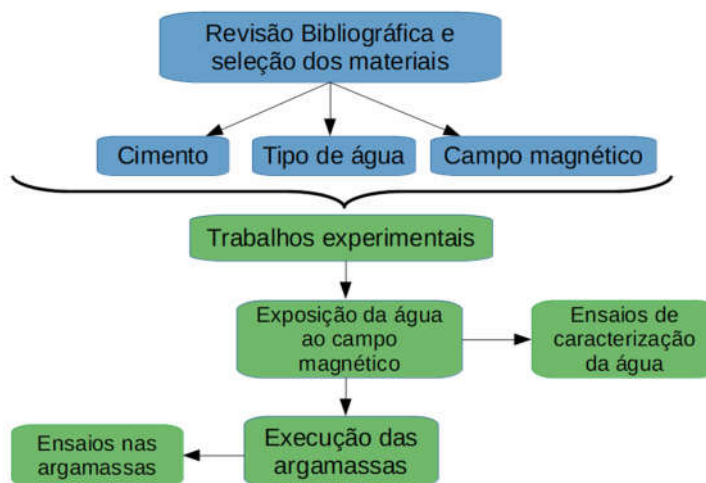 Revisão Bibliográfica e
seleção dos materiais
Cimento
Tipo de água
Campo magnético
Trabalhos experimentais
Exposição da água
ao campo
magnético
Ensaios de
caracterização
da água
Execução das
argamassas
Ensaios nas
argamassas